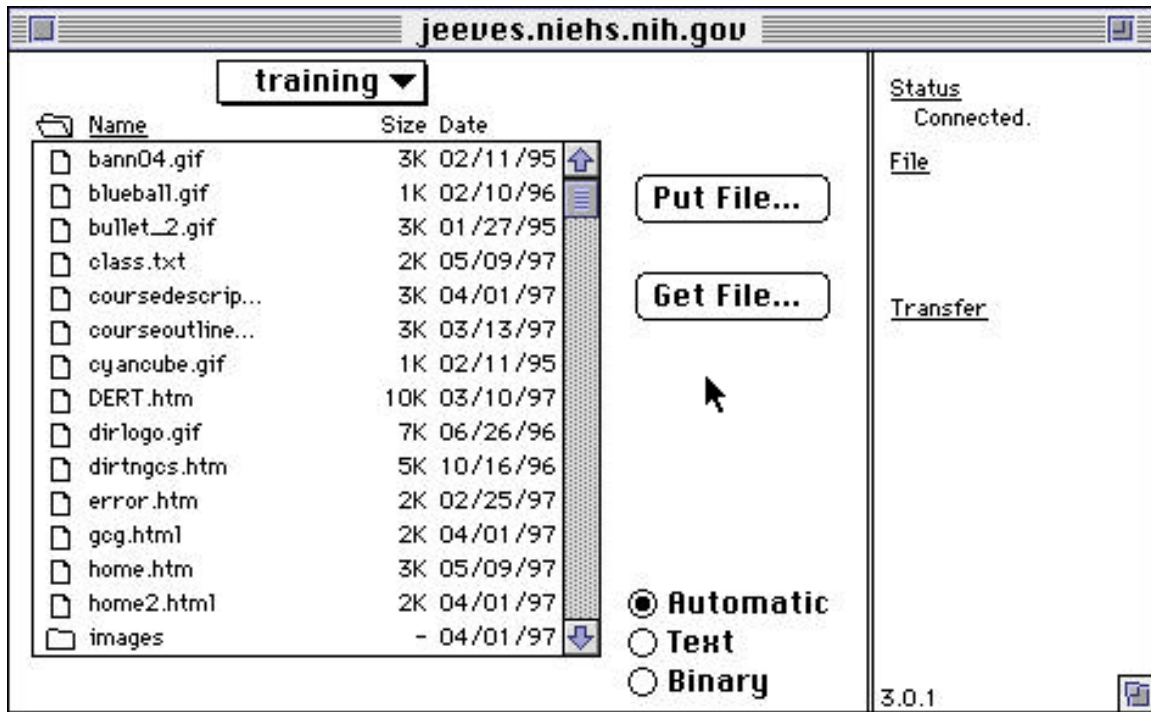 jeeves.niehs.nih.gov
training
Name Size Date
bann04.gif 3K 02/11/95
blueball.gif 1K 02/10/96
bullet_2.gif 3K 01/27/95
class.txt 2K 05/09/97
coursedescrip... 3K 04/01/97
courseoutline... 3K 03/13/97
cyancube.gif 1K 02/11/95
DERT.htm 10K 03/10/97
dirlogo.gif 7K 06/26/96
dirtngcs.htm 5K 10/16/96
error.htm 2K 02/25/97
gcg.html 2K 04/01/97
home.htm 3K 05/09/97
home2.html 2K 04/01/97
images - 04/01/97
Put File...
Get File...
Automatic
Text
Binary
Status
Connected.
File
Transfer
3.0.1